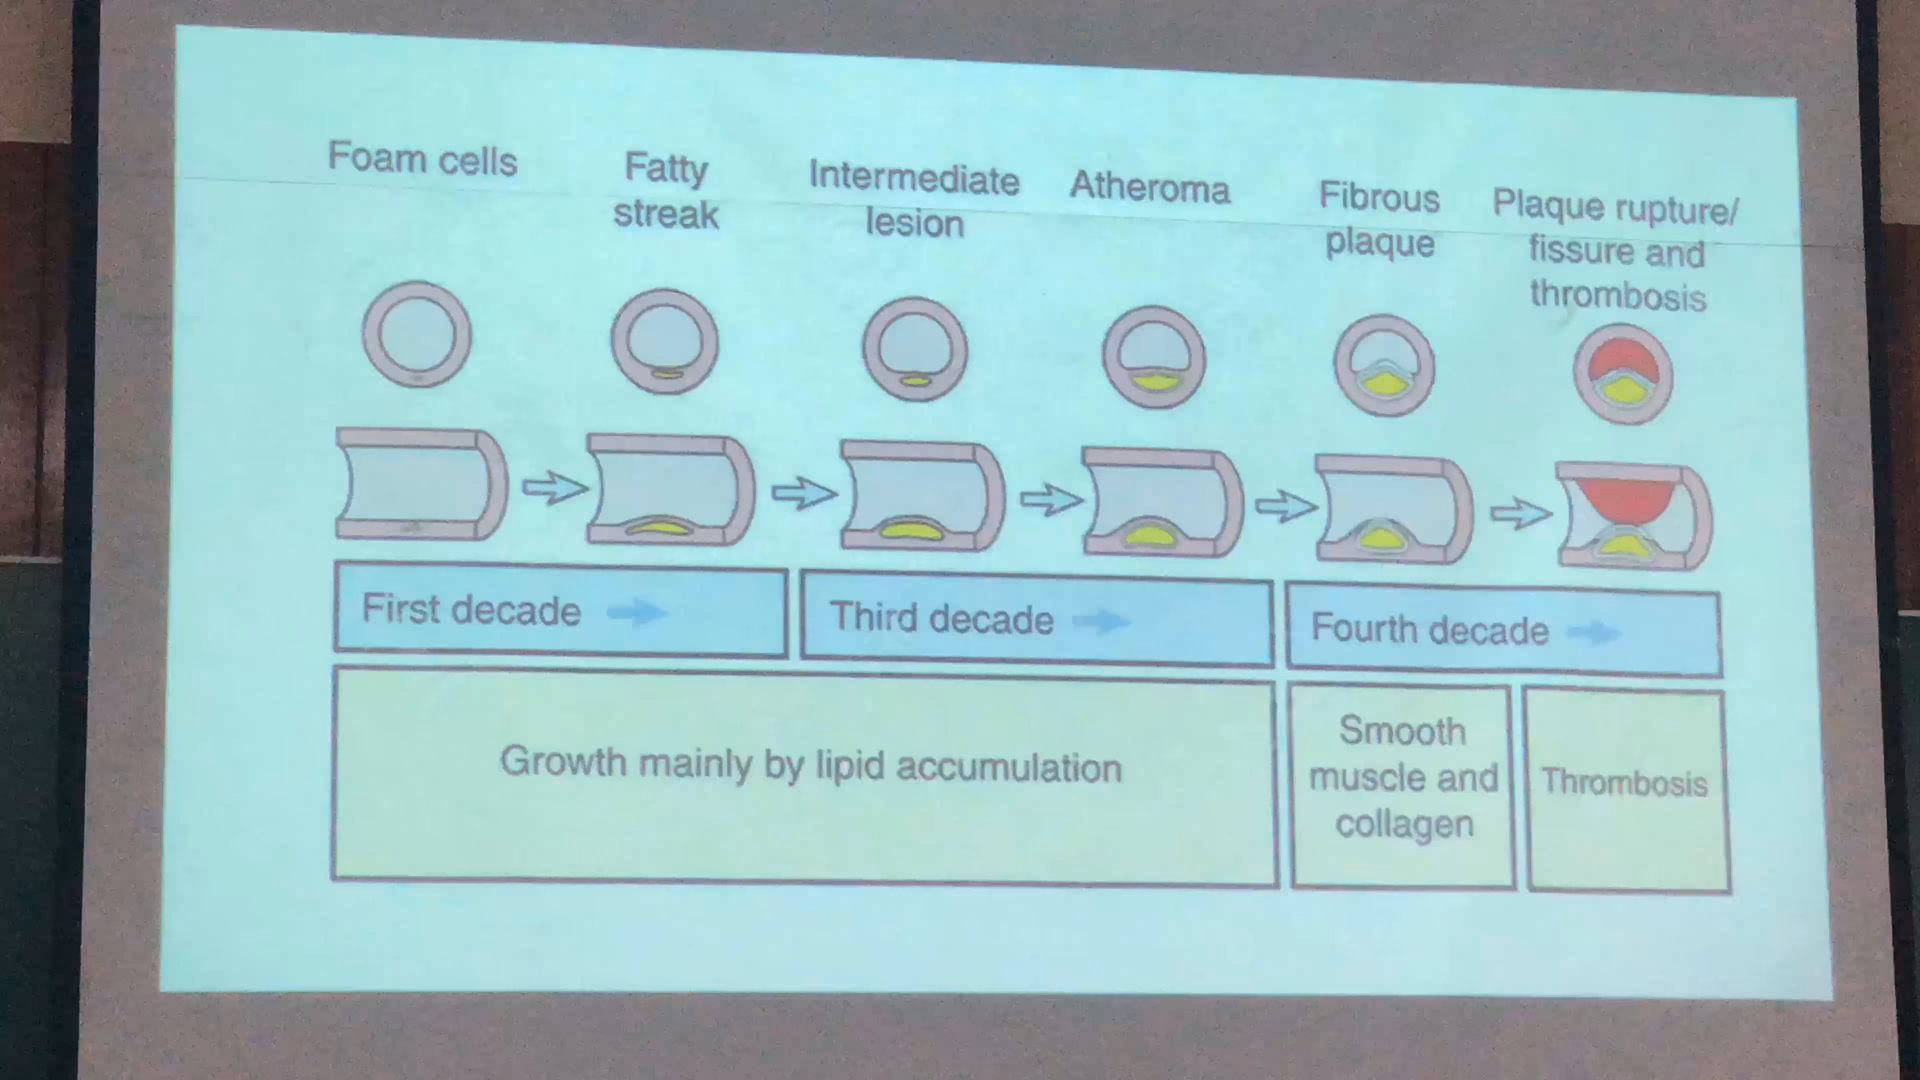 Foam cells
Fatty
streak
Intermediate
lesion
Atheroma
Fibrous
plaque
Plaque rupture/
fissure and
thrombosis
First decade
Third decade
Fourth decade
Growth mainly by lipid accumulation
Smooth
muscle and
collagen
Thrombosis